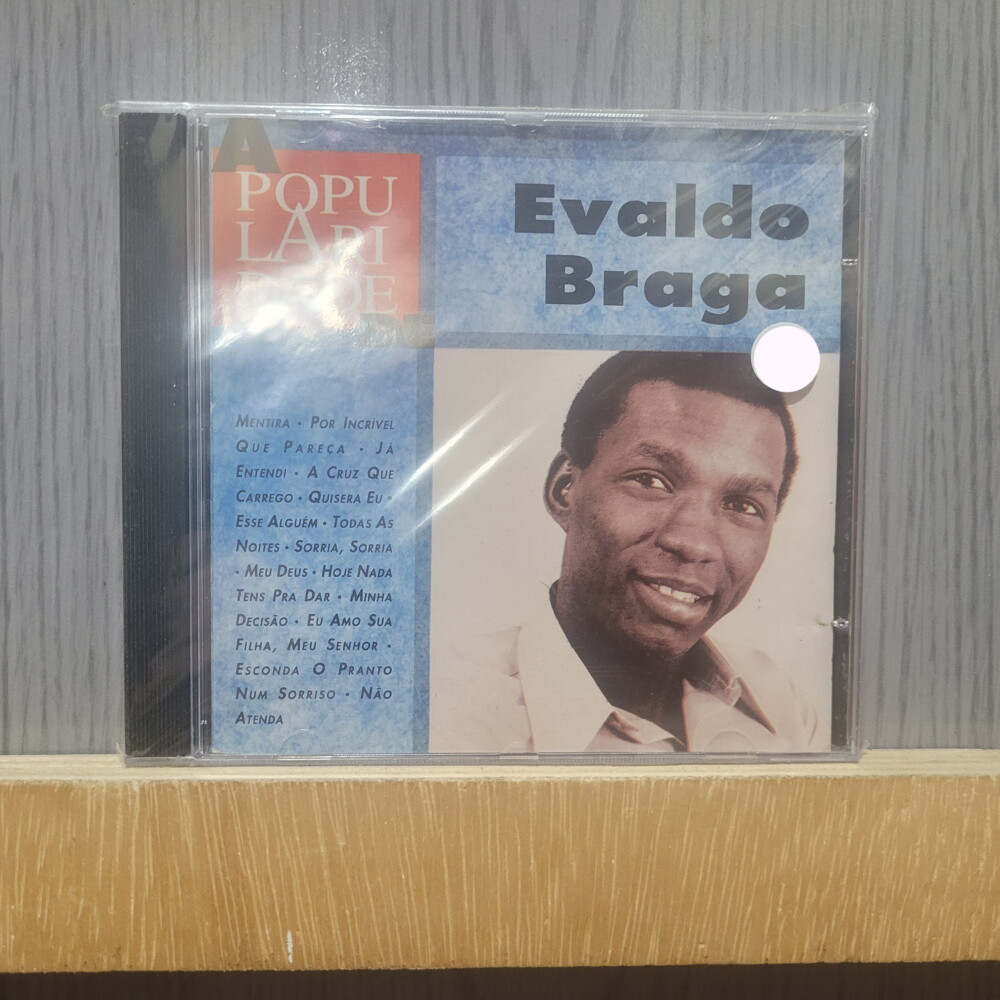 A
POPU
LARI
DADE
Evaldo
Braga
MENTIRA • POR INCRÍVEL
QUE PAREÇA • JÁ
ENTENDI • A CRUZ QUE
CARREGO • QUISERA EU •
ESSE ALGUÉM • TODAS AS
NOITES • SORRIA, SORRIA
• MEU DEUS • HOJE NADA
TENS PRA DAR • MINHA
DECISÃO • EU AMO SUA
FILHA, MEU SENHOR •
ESCONDA O PRANTO
NUM SORRISO • NÃO
ATENDA